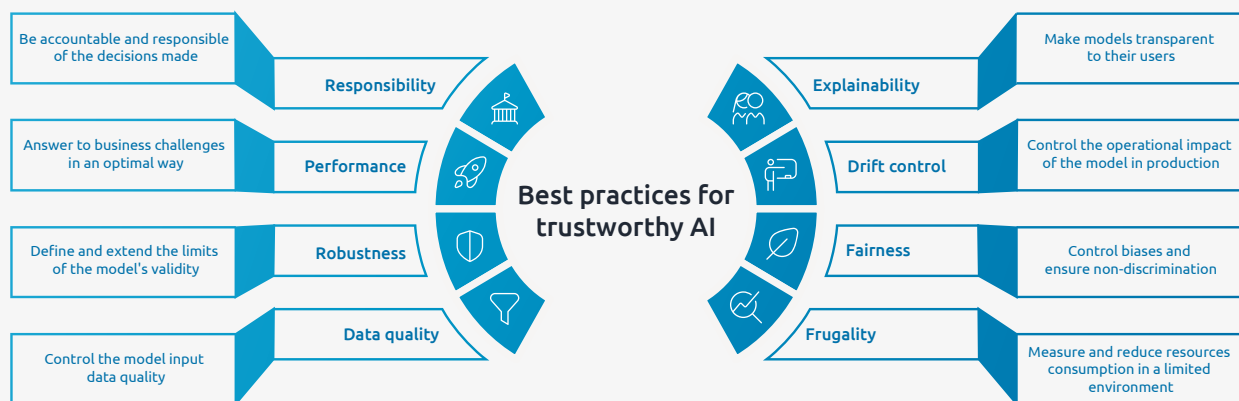 Be accountable and responsible
of the decisions made
Responsibility
Answer to business challenges
in an optimal way
Performance
Define and extend the limits
of the model's validity
Robustness
Control the model input
data quality
Data quality
Best practices for
trustworthy AI
Explainability
Make models transparent
to their users
Drift control
Control the operational impact
of the model in production
Fairness
Control biases and
ensure non-discrimination
Frugality
Measure and reduce resources
consumption in a limited
environment